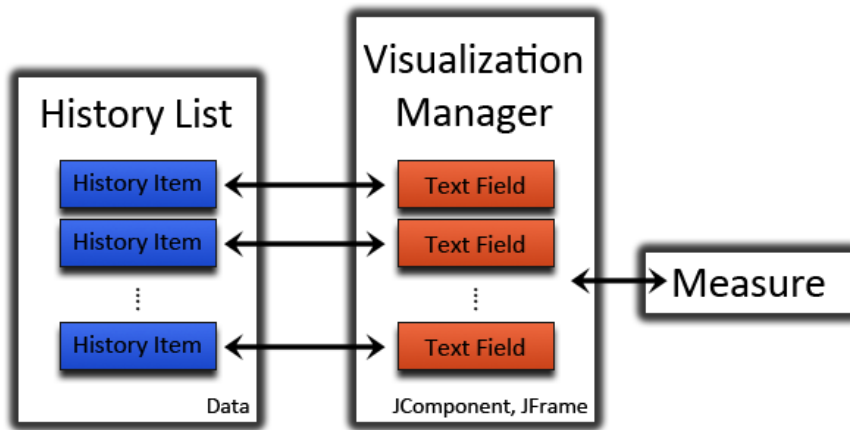 History List
History Item
History Item
History Item
Data
Visualization
Manager
Text Field
Text Field
Text Field
JComponent, JFrame
Measure